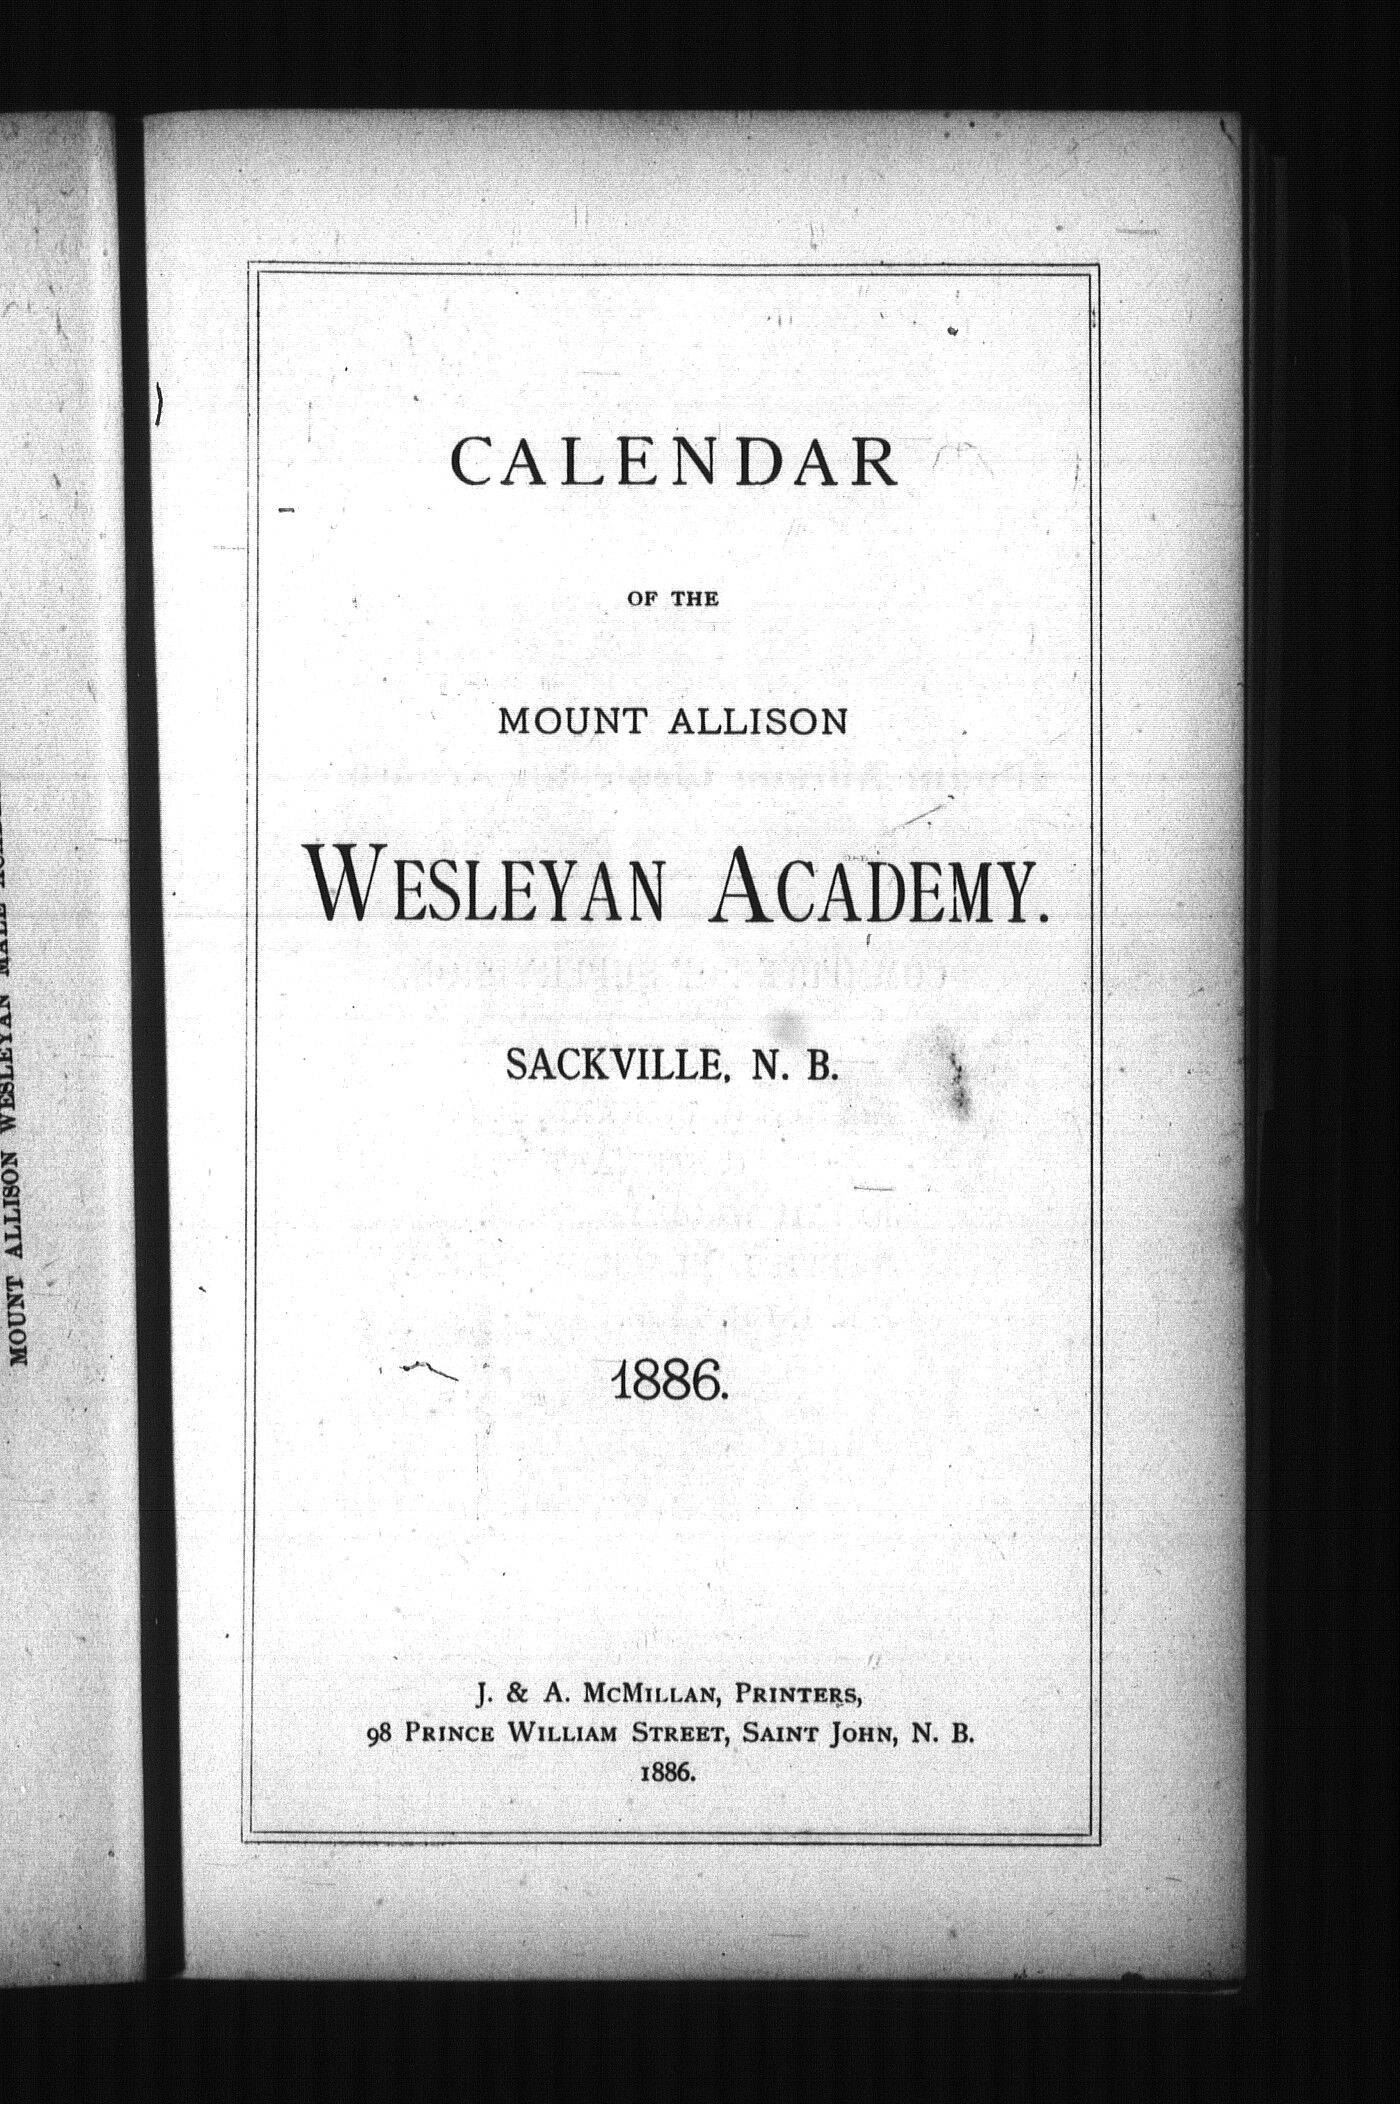 MOUNT ALLISON WESLEYAN MALE
CALENDAR
OF THE
MOUNT ALLISON
WESLEYAN ACADEMY.
SACKVILLE, N. B.
1886.
J. & A. MCMILLAN, PRINTERS,
98 PRINCE WILLIAM STREET, SAINT JOHN, N. B.
1886.